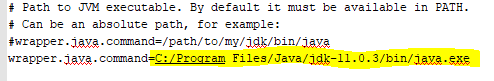 # Path to JVM executable. By default it must be available in PATH.
# Can be an absolute path, for example:
#wrapper.java.command=/path/to/my/jdk/bin/java
wrapper.java.command=C:/Program Files/Java/jdk-11.0.3/bin/java.exe